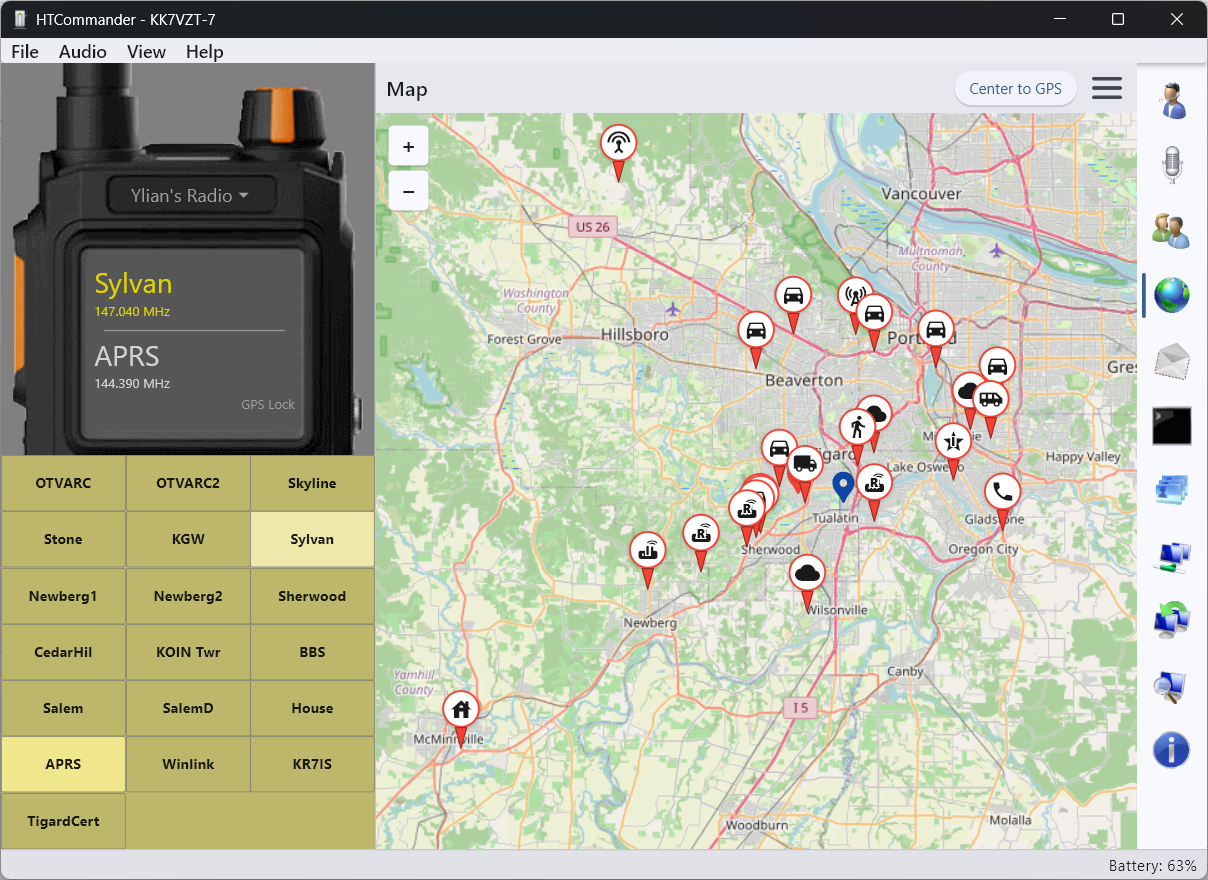 HTCommander - KK7VZT-7
File Audio View Help
Ylian's Radio
Sylvan
147.040 MHz
APRS
144.390 MHz
GPS Lock
OTVARC OTVARC2 Skyline
Stone KGW Sylvan
Newberg1 Newberg2 Sherwood
CedarHil KOIN Twr BBS
Salem SalemD House
APRS Winlink KR7IS
TigardCert
Map
Center to GPS
+
−
Vancouver
US 26
Multnomah
County
Washington
County
Hillsboro
Forest Grove
Beaverton
Gres
Happy Valley
Lake Oswego
R
Tualatin
Gladstone
R
Sherwood
R
Oregon City
Wilsonville
Newberg
Canby
Yamhill
County
15
McMinnville
Molalla
Woodburn
Battery: 63%